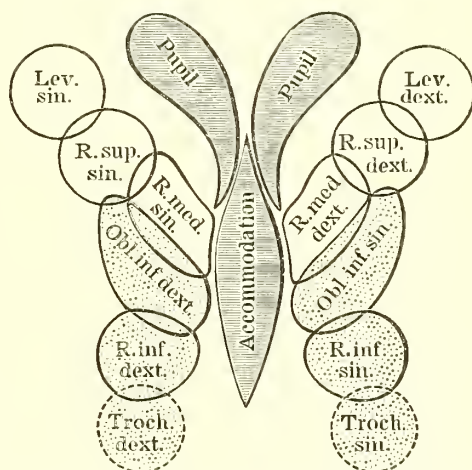 Pupil
Pupil
Lev.
sin.
Lev.
dext.
R. sup.
sin.
R. sup.
dext.
R. med.
sin.
R. med
dext.
Accommodation
Obl. inf. dext.
Obl. inf. sin.
R. inf.
dext.
R. inf.
sin.
Troch.
dext.
Troch.
sin.